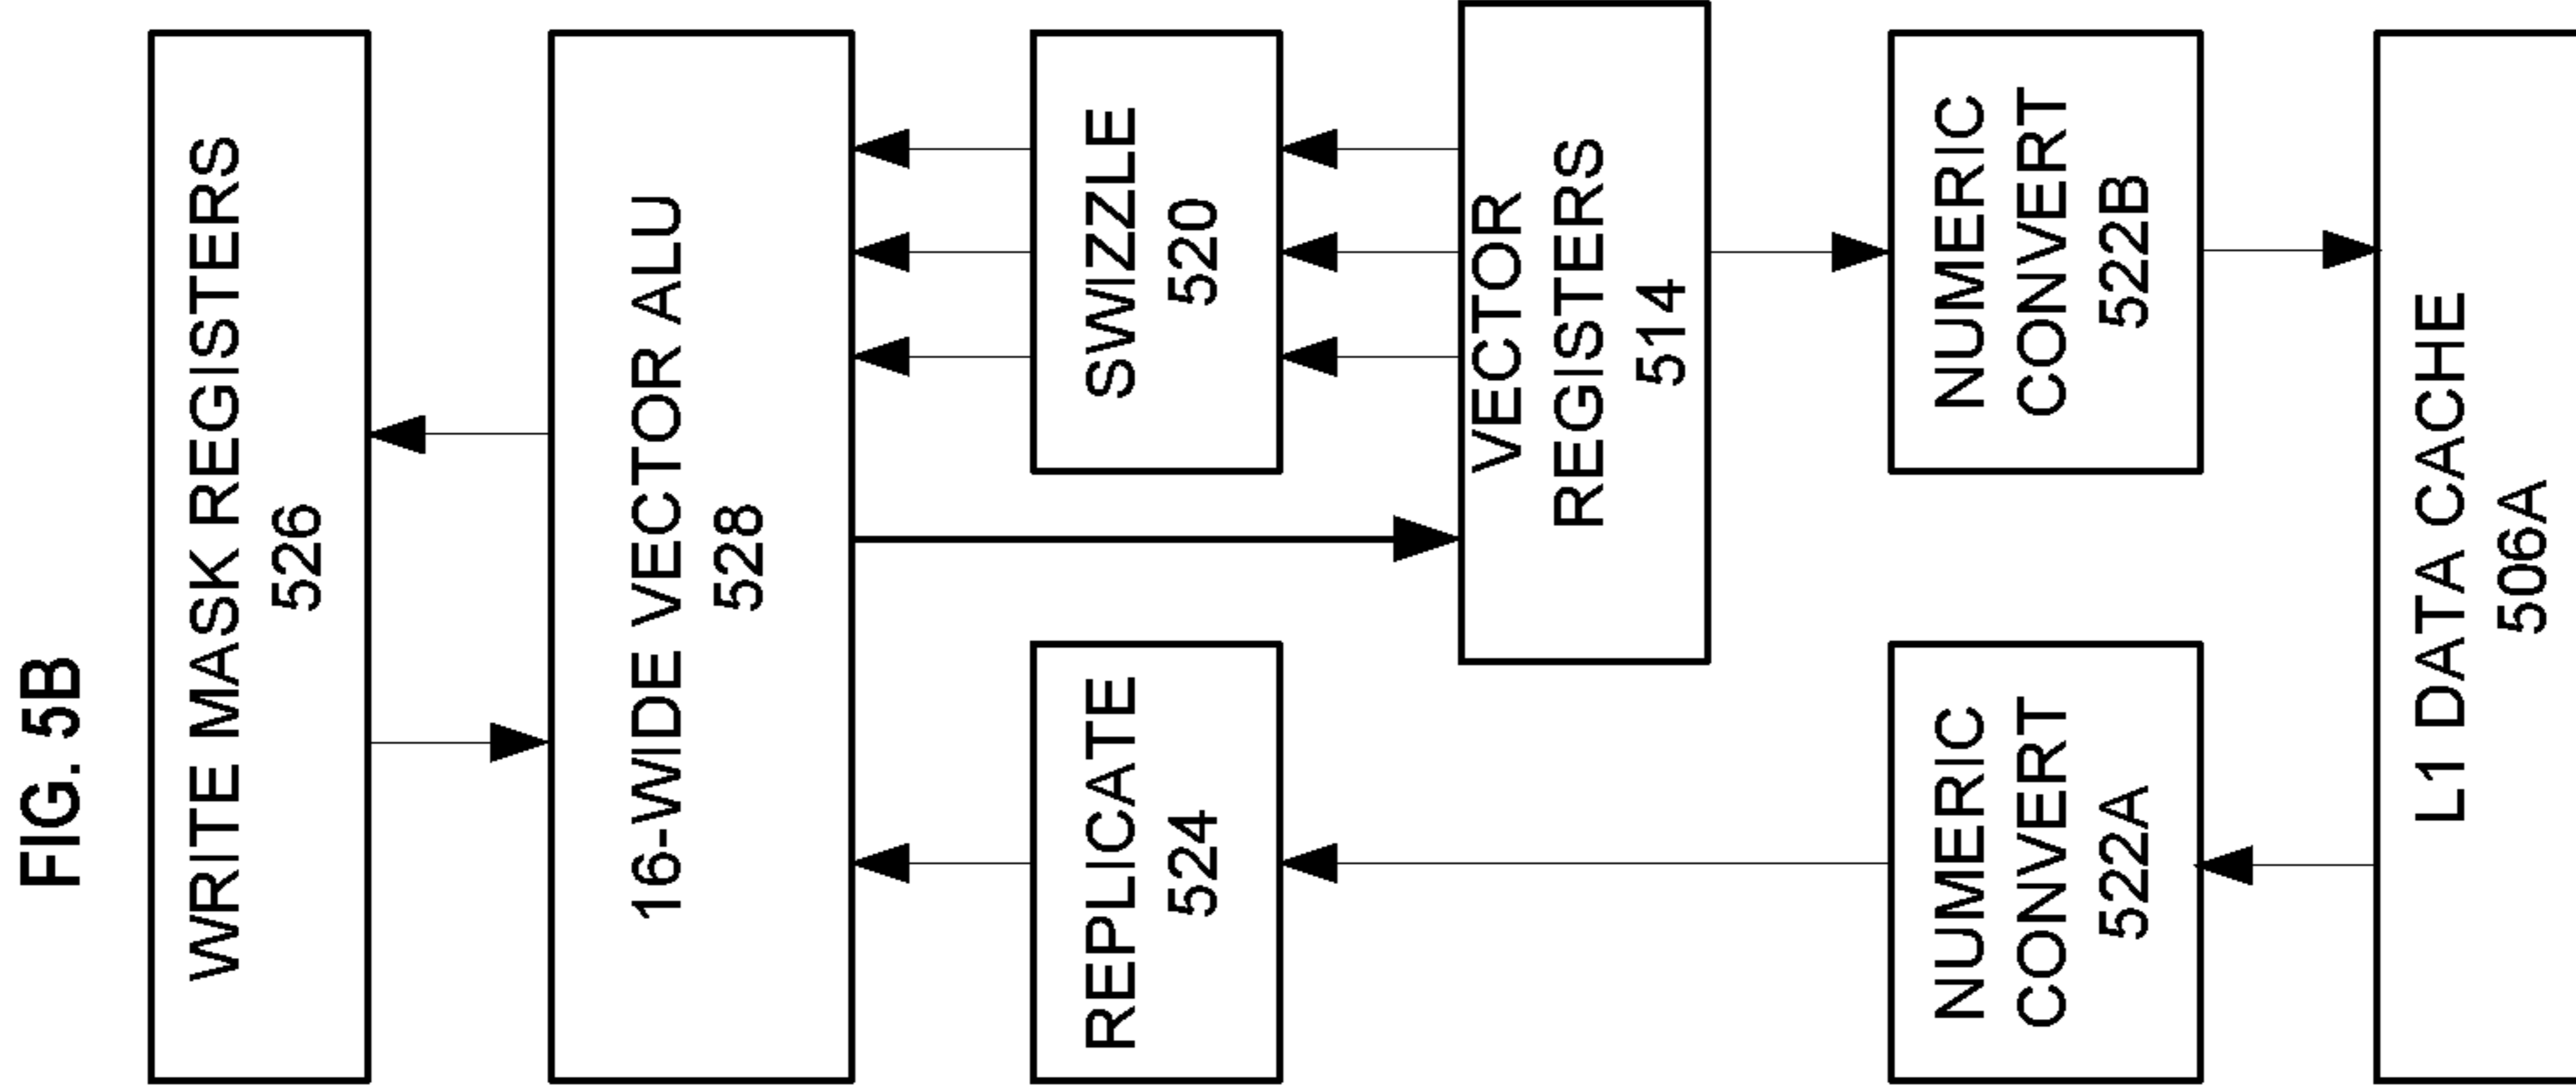 FIG. 5B
WRITE MASK REGISTERS
526
16-WIDE VECTOR ALU
528
REPLICATE
524
SWIZZLE
520
VECTOR
REGISTERS
514
NUMERIC
CONVERT
522A
NUMERIC
CONVERT
522B
L1 DATA CACHE
506A